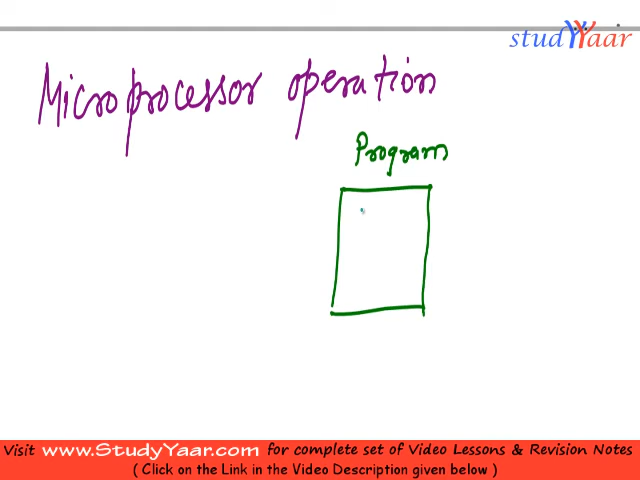 studYYaar
Microprocessor operation
Program
Visit www.StudyYaar.com for complete set of Video Lessons & Revision Notes
( Click on the Link in the Video Description given below )